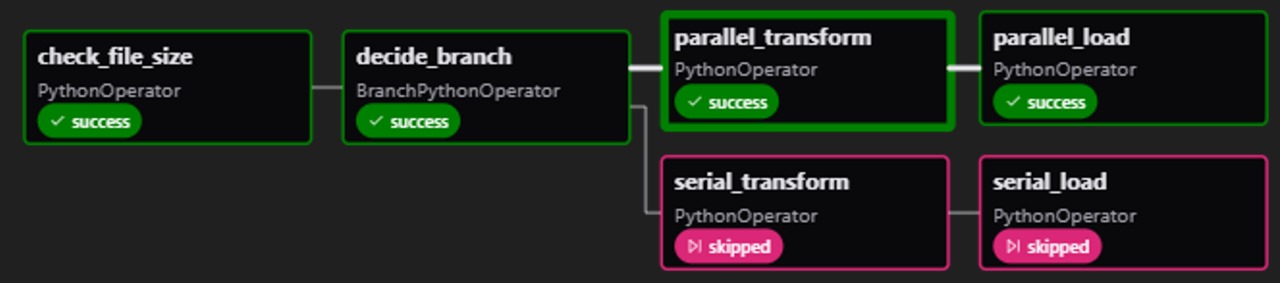 check_file_size
PythonOperator
success
decide_branch
BranchPythonOperator
success
parallel_transform
PythonOperator
success
parallel_load
PythonOperator
success
serial_transform
PythonOperator
skipped
serial_load
PythonOperator
skipped